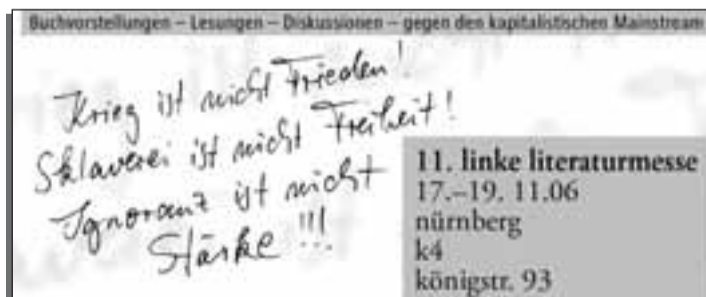 Buchvorstellungen – Lesungen – Diskussionen – gegen den kapitalistischen Mainstream
Krieg ist nicht Frieden!
Sklaverei ist nicht Freiheit!
Ignoranz ist nicht
Stärke!!!
11. linke literaturmesse
17.–19. 11.06
nürnberg
k4
königstr. 93